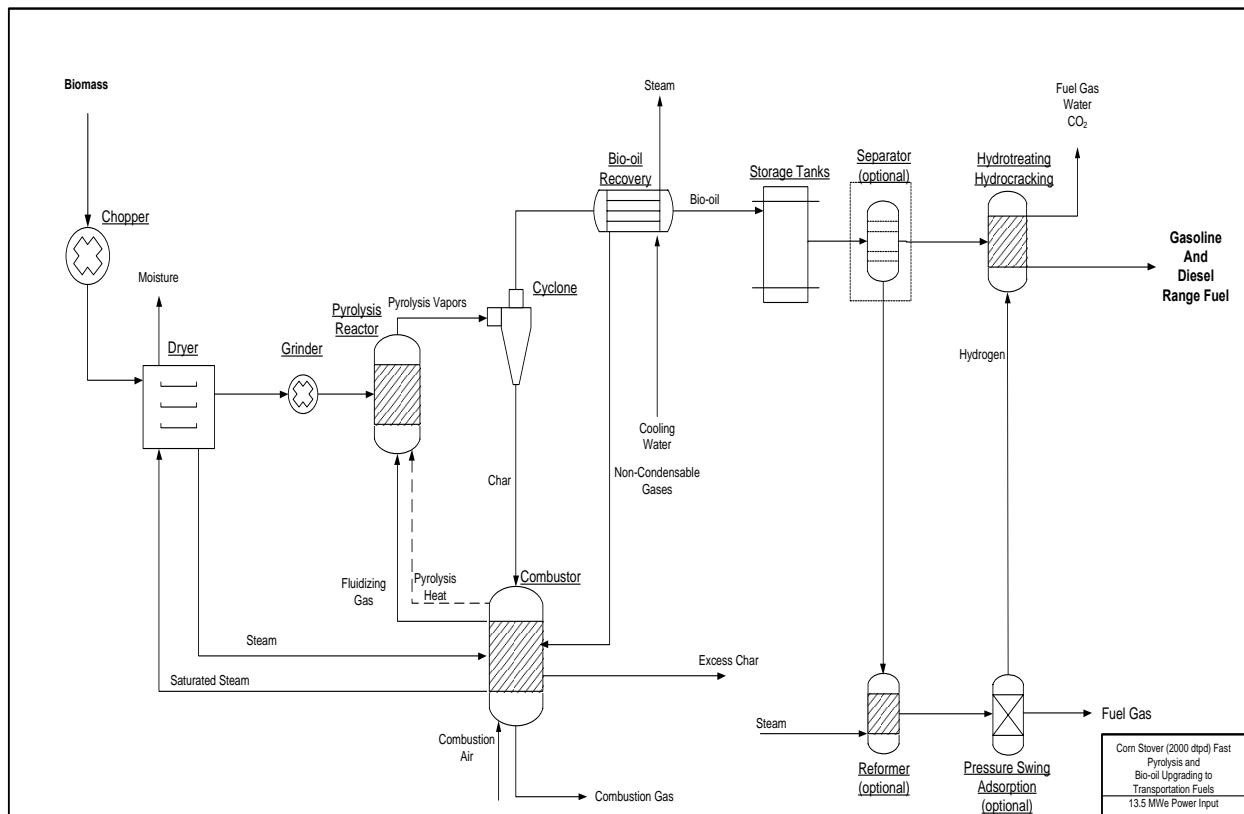 Biomass
Chopper
Moisture
Dryer
Grinder
Pyrolysis
Reactor
Pyrolysis Vapors
Cyclone
Steam
Bio-oil
Recovery
Bio-oil
Storage Tanks
Separator
(optional)
Hydrotreating
Hydrocracking
Fuel Gas
Water
CO₂
Gasoline
And
Diesel
Range Fuel
Hydrogen
Cooling
Water
Non-Condensable
Gases
Char
Combustor
Fluidizing
Gas
Pyrolysis
Heat
Steam
Saturated Steam
Excess Char
Combustion
Air
Combustion Gas
Steam
Reformer
(optional)
Pressure Swing
Adsorption
(optional)
Fuel Gas
Corn Stover (2000 dtpd) Fast
Pyrolysis and
Bio-oil Upgrading to
Transportation Fuels
13.5 MWe Power Input